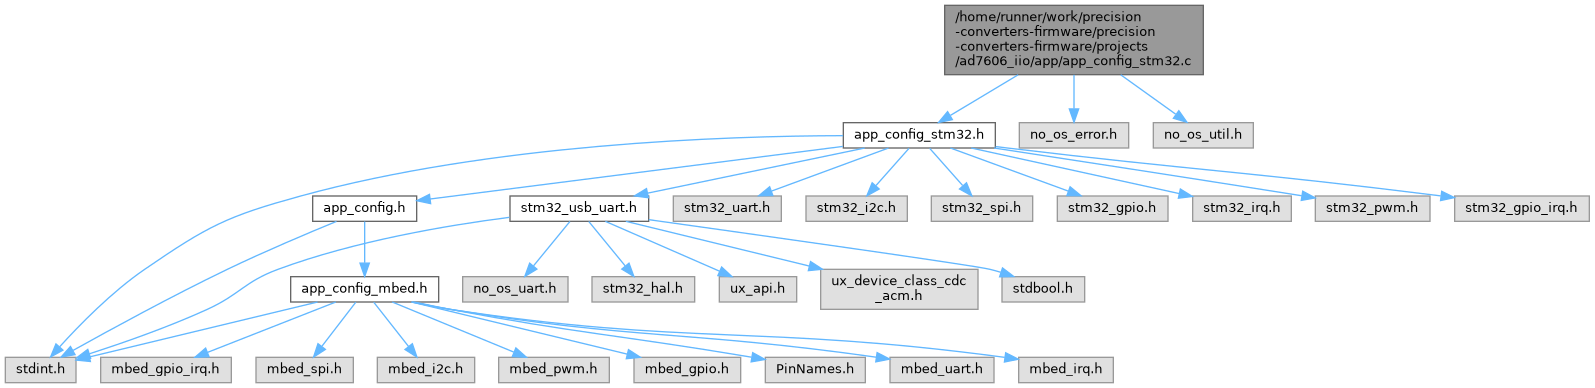 /home/runner/work/precision
-converters-firmware/precision
-converters-firmware/projects
/ad7606_iio/app/app_config_stm32.c
app_config_stm32.h
no_os_error.h
no_os_util.h
app_config.h
stm32_usb_uart.h
stm32_uart.h
stm32_i2c.h
stm32_spi.h
stm32_gpio.h
stm32_irq.h
stm32_pwm.h
stm32_gpio_irq.h
app_config_mbed.h
no_os_uart.h
stm32_hal.h
ux_api.h
ux_device_class_cdc
_acm.h
stdbool.h
stdint.h
mbed_gpio_irq.h
mbed_spi.h
mbed_i2c.h
mbed_pwm.h
mbed_gpio.h
PinNames.h
mbed_uart.h
mbed_irq.h